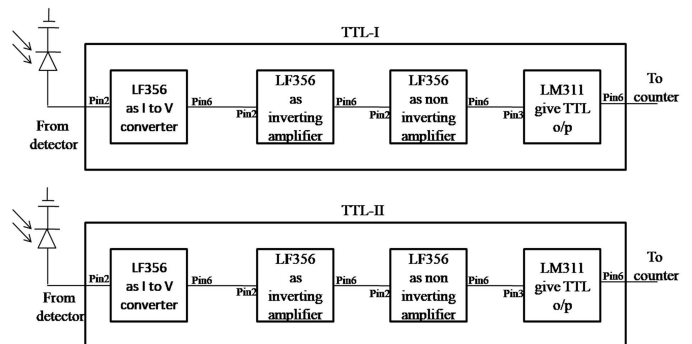 TTL-I
Pin2
LF356
as I to V
converter
Pin6
Pin2
LF356
as
inverting
amplifier
Pin6
Pin2
LF356
as non
inverting
amplifier
Pin6
Pin3
LM311
give TTL
o/p
Pin6
To
counter
From
detector
TTL-II
Pin2
LF356
as I to V
converter
Pin6
Pin2
LF356
as
inverting
amplifier
Pin6
Pin2
LF356
as non
inverting
amplifier
Pin6
Pin3
LM311
give TTL
o/p
Pin6
To
counter
From
detector